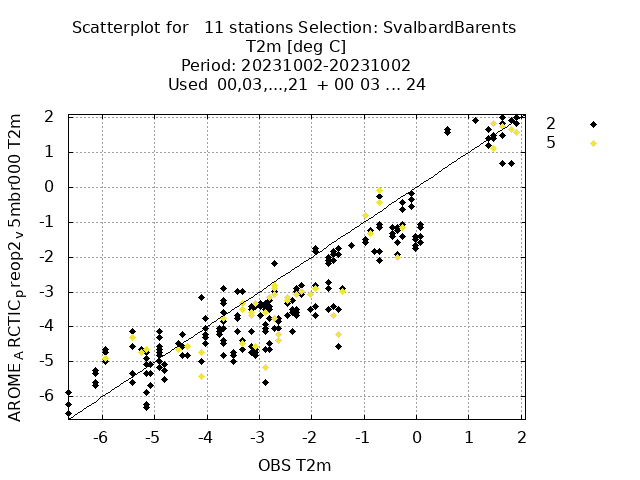 Scatterplot for 11 stations Selection: SvalbardBarents
T2m [deg C]
Period: 20231002-20231002
Used 00,03,...,21 + 00 03 ... 24
AROME_ARCTIC_preop2_v5mbr000 T2m
2
1
0
-1
-2
-3
-4
-5
-6
-6 -5 -4 -3 -2 -1 0 1 2
OBS T2m
2
5